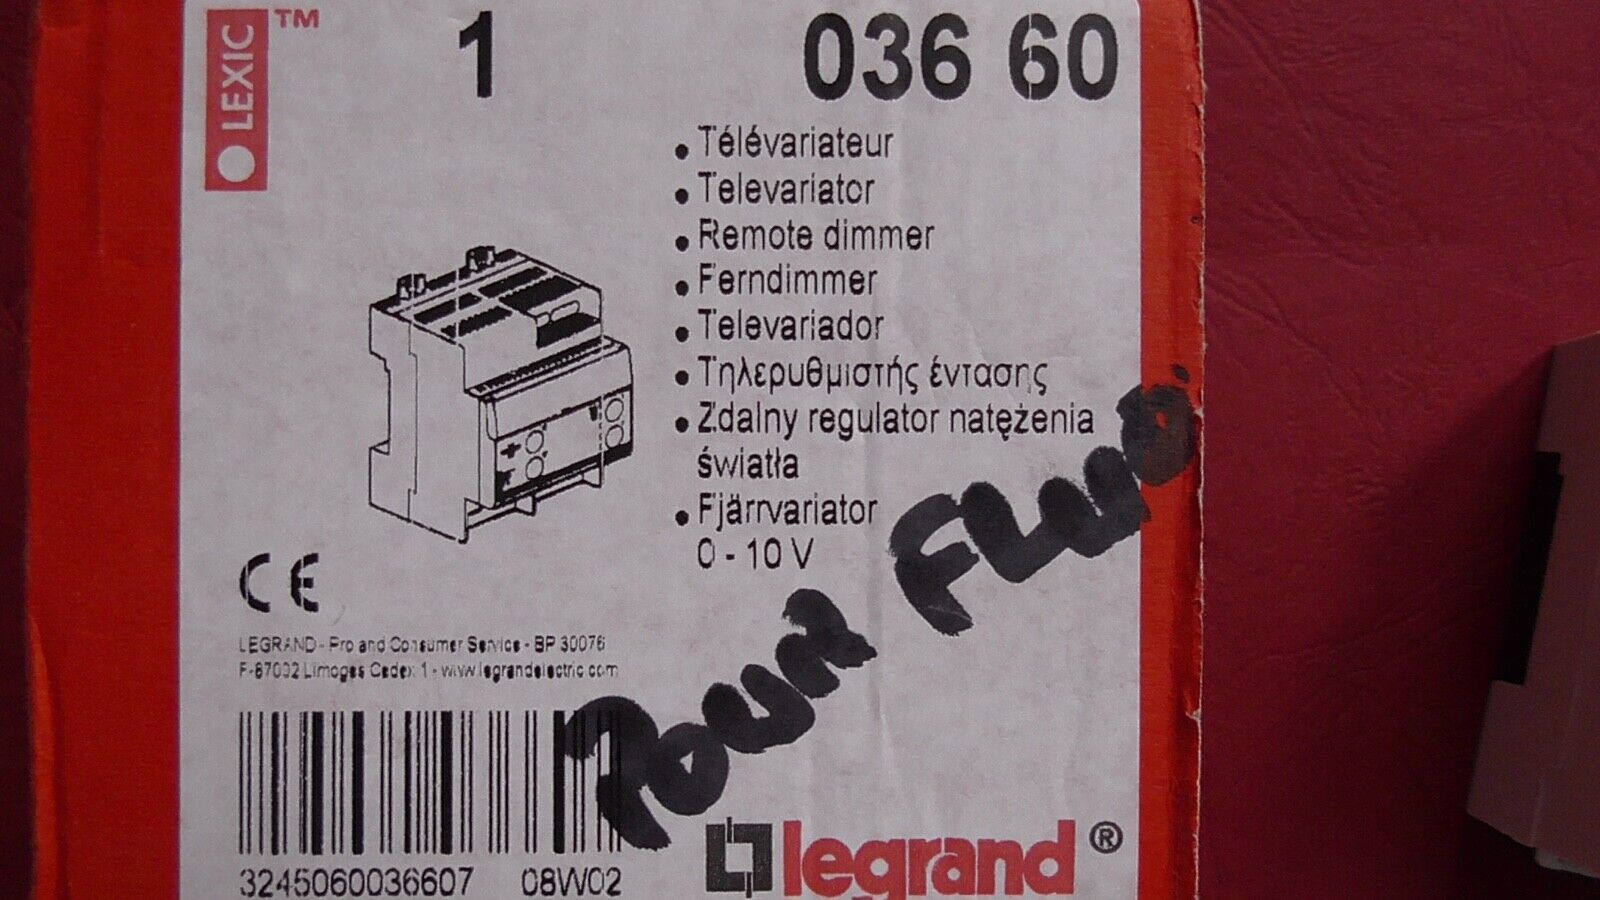 LEXIC™
1
036 60
• Télévariateur
• Televariator
• Remote dimmer
• Ferndimmer
• Televariador
• Τηλερυθμιστής έντασης
• Zdalny regulator natężenia
światła
• Fjärrvariator
0 - 10 V
CE
LEGRAND - Pro and Consumer Service - BP 30076
F-87002 Limoges Cedex 1 - www.legrandelectric.com
Pour Fluo.
3245060036607 08W02
legrand®